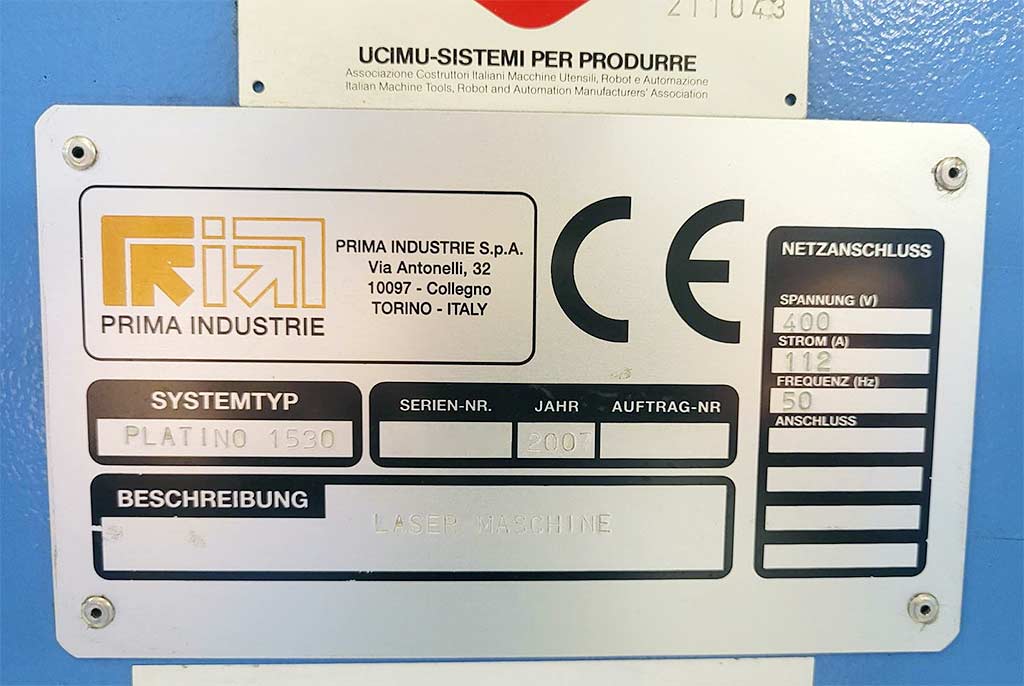 211043
UCIMU-SISTEMI PER PRODURRE
Associazione Costruttori Italiani Macchine Utensili, Robot e Automazione
Italian Machine Tools, Robot and Automation Manufacturers' Association
PRIMA INDUSTRIE
PRIMA INDUSTRIE S.p.A.
Via Antonelli, 32
10097 - Collegno
TORINO - ITALY
CE
SYSTEMTYP
PLATINO 1530
SERIEN-NR. JAHR AUFTRAG-NR
2007
BESCHREIBUNG
LASER MASCHINE
NETZANSCHLUSS
SPANNUNG (V)
400
STROM (A)
112
FREQUENZ (Hz)
50
ANSCHLUSS